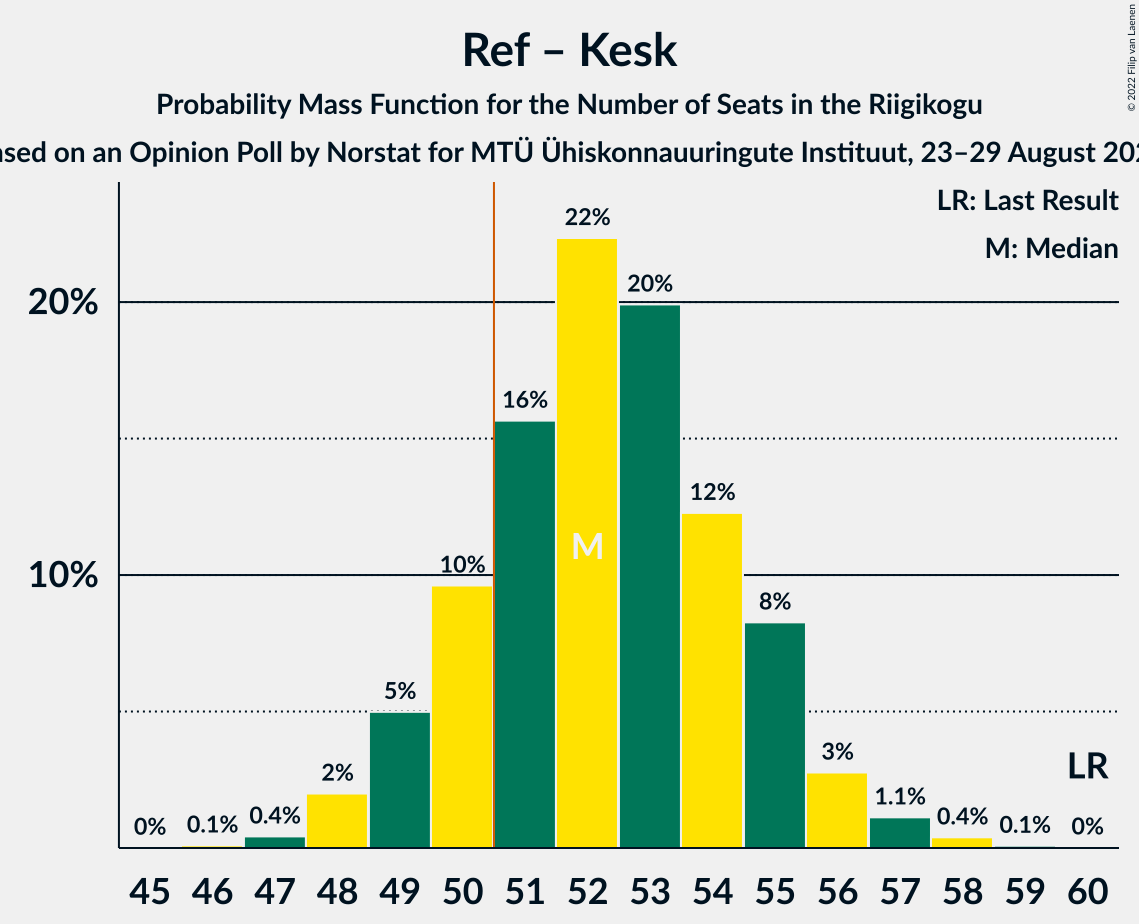 Ref – Kesk
Probability Mass Function for the Number of Seats in the Riigikogu
on an Opinion Poll by Norstat for MTÜ Ühiskonnauuringute Instituut, 23–29 August
© 2022 Filip van Laenen
LR: Last Result
M: Median
22%
20%
20%
16%
12%
10%
10%
8%
5%
3%
2%
1.1%
0.4%
0.4%
0.1%
0.1%
0%
0%
M
LR
45 46 47 48 49 50 51 52 53 54 55 56 57 58 59 60